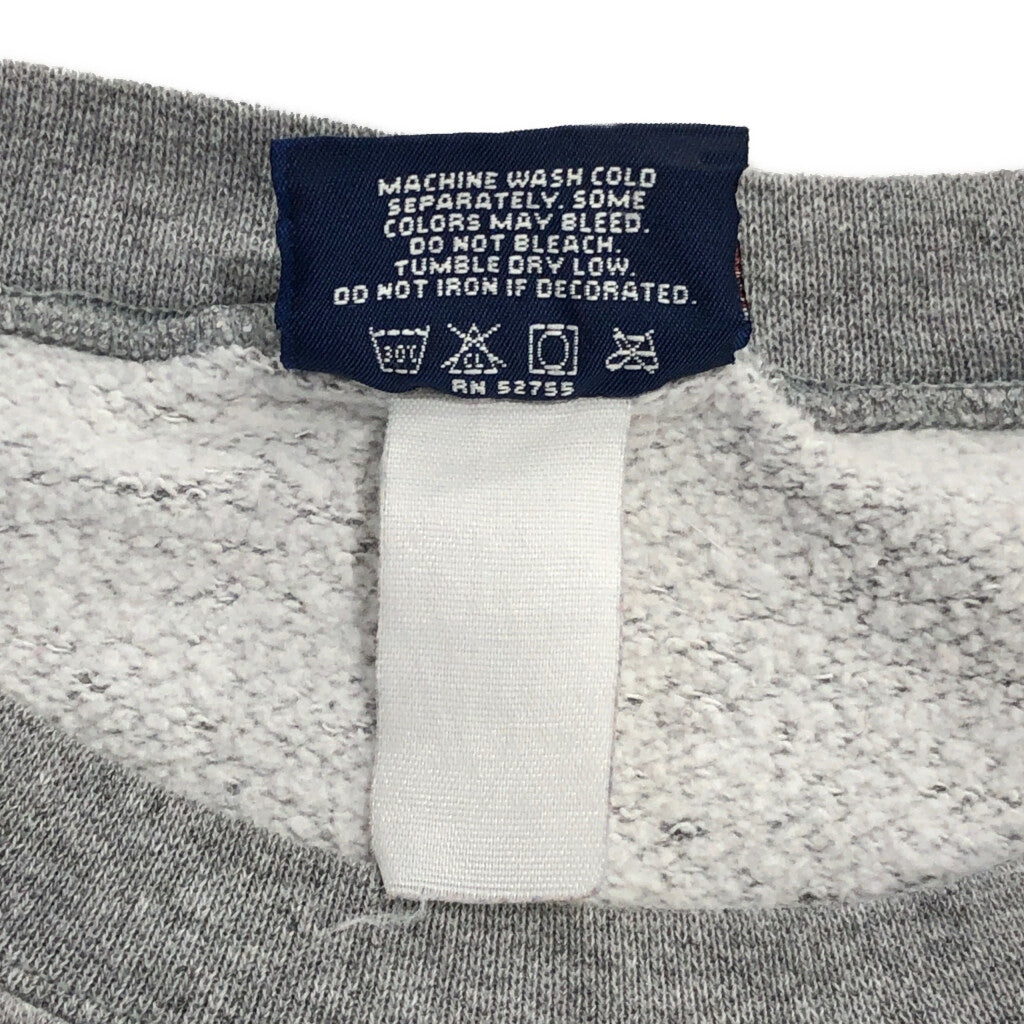 MACHINE WASH COLD
SEPARATELY. SOME
COLORS MAY BLEED.
DO NOT BLEACH.
TUMBLE DRY LOW.
DO NOT IRON IF DECORATED.
30°C CL
RN 52755